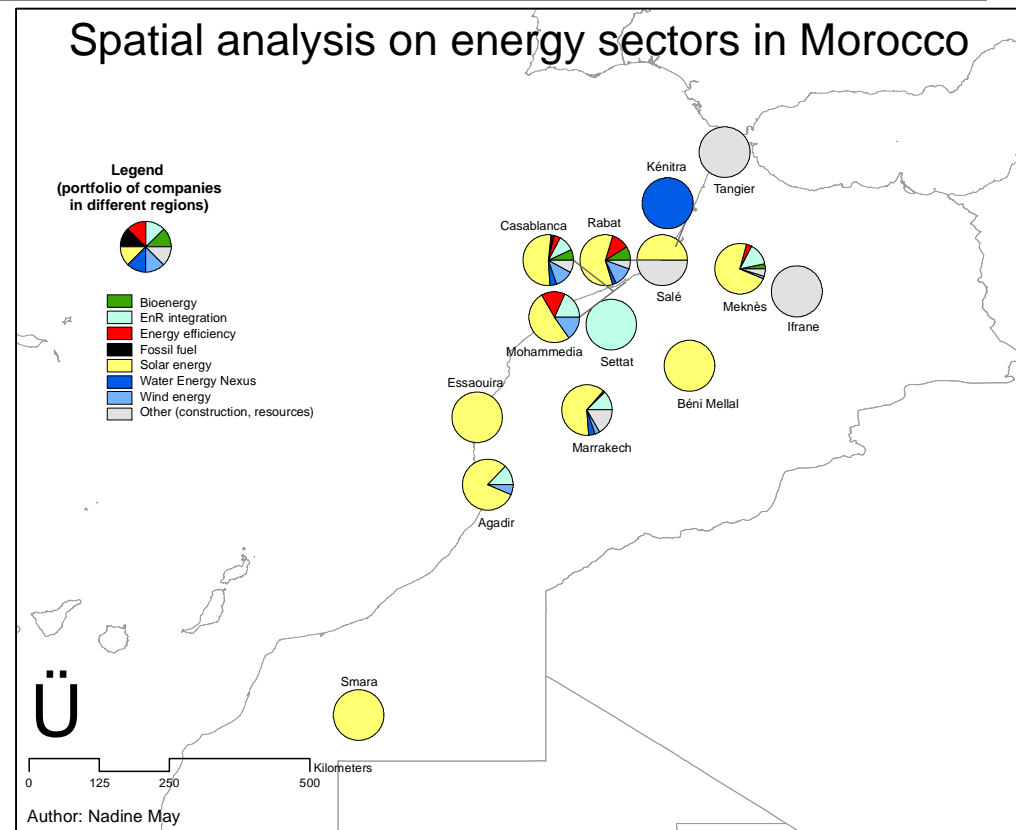 Spatial analysis on energy sectors in Morocco
Legend
(portfolio of companies
in different regions)
Bioenergy
EnR integration
Energy efficiency
Fossil fuel
Solar energy
Water Energy Nexus
Wind energy
Other (construction, resources)
Tangier
Kénitra
Casablanca
Rabat
Salé
Meknès
Ifrane
Mohammedia
Settat
Béni Mellal
Essaouira
Marrakech
Agadir
Smara
Ü
Kilometers
0 125 250 500
Author: Nadine May